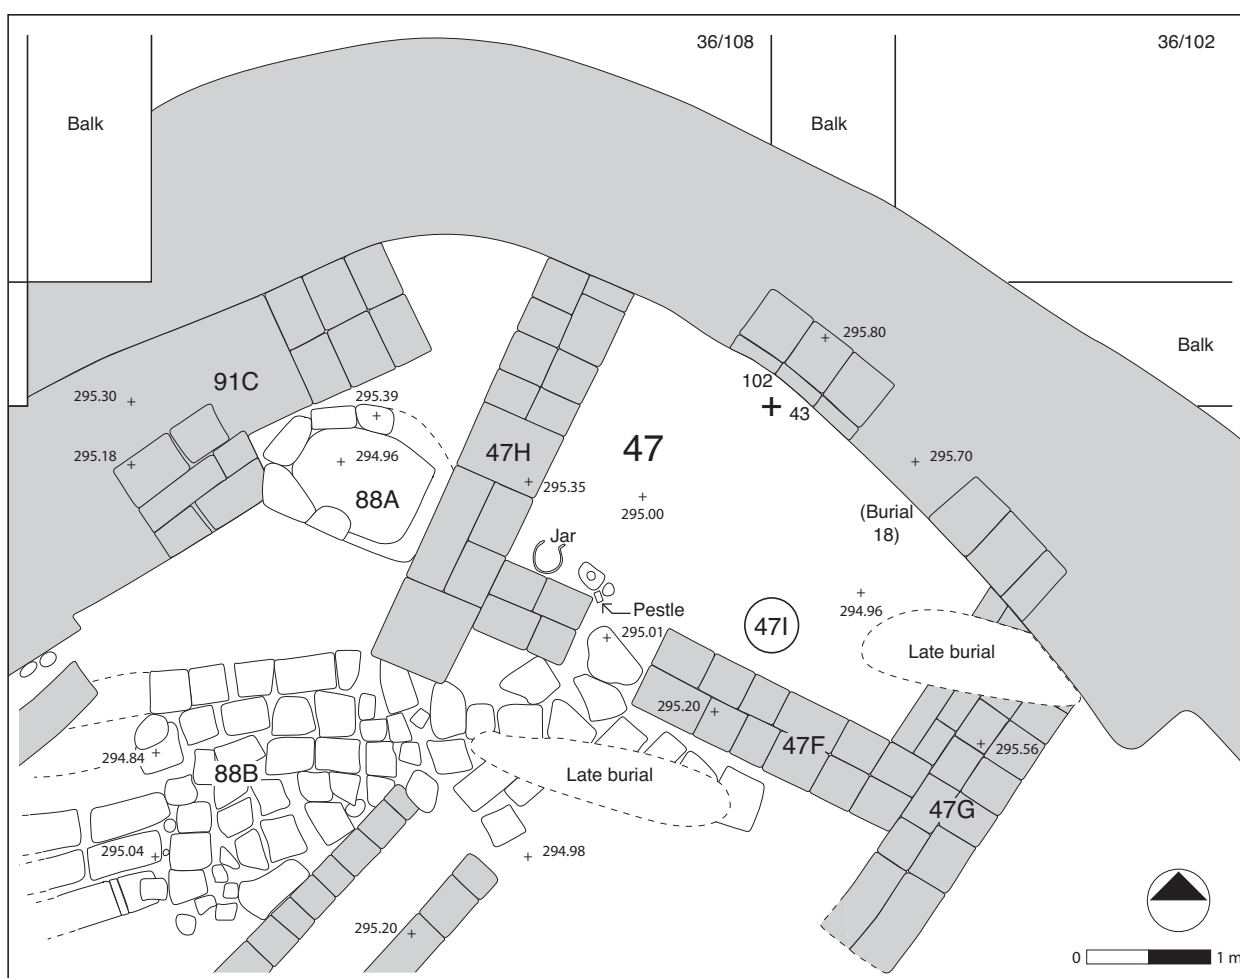 36/108
36/102
Balk
Balk
Balk
295.80
91C
102
43
295.30
295.39
295.18
294.96
88A
47H
47
295.70
295.35
295.00
(Burial
18)
Jar
Pestle
294.96
295.01
47I
Late burial
295.20
47F
295.56
294.84
88B
Late burial
47G
295.04
294.98
295.20
0
1 m